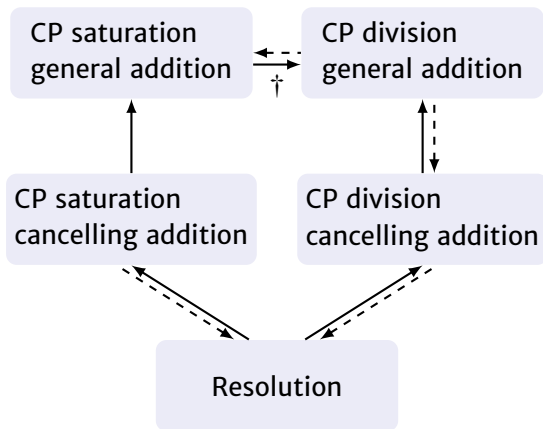 CP saturation
general addition
CP division
general addition
†
CP saturation
cancelling addition
CP division
cancelling addition
Resolution